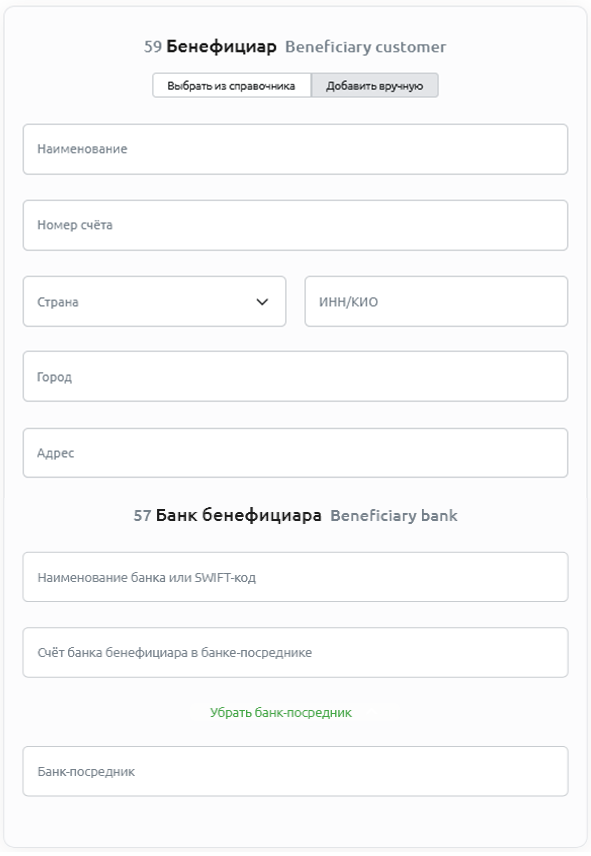 59 Бенефициар Beneficiary customer
Выбрать из справочника Добавить вручную
Наименование
Номер счёта
Страна ИНН/КИО
Город
Адрес
57 Банк бенефициара Beneficiary bank
Наименование банка или SWIFT-код
Счёт банка бенефициара в банке-посреднике
Убрать банк-посредник
Банк-посредник